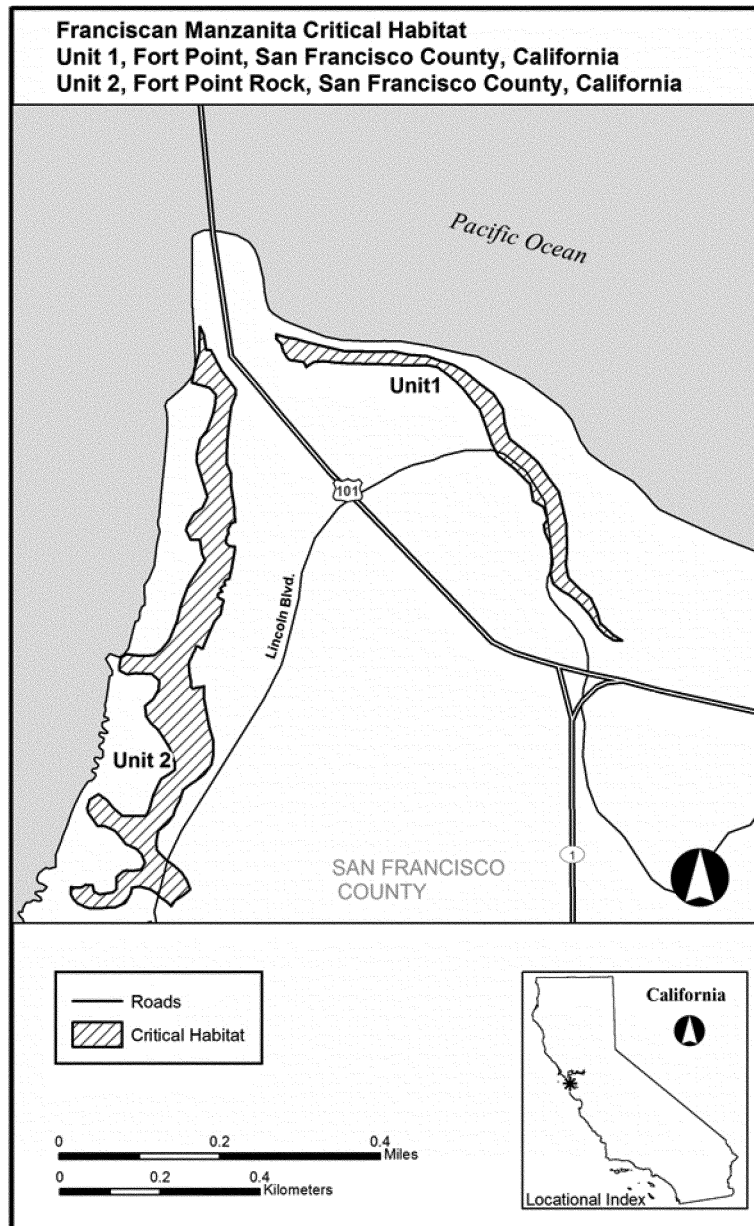 Franciscan Manzanita Critical Habitat
Unit 1, Fort Point, San Francisco County, California
Unit 2, Fort Point Rock, San Francisco County, California
Pacific Ocean
Unit1
101
Lincoln Blvd.
Unit 2
SAN FRANCISCO
COUNTY
1
Roads
Critical Habitat
California
0 0.2 0.4
Miles
0 0.2 0.4
Kilometers
Locational Index